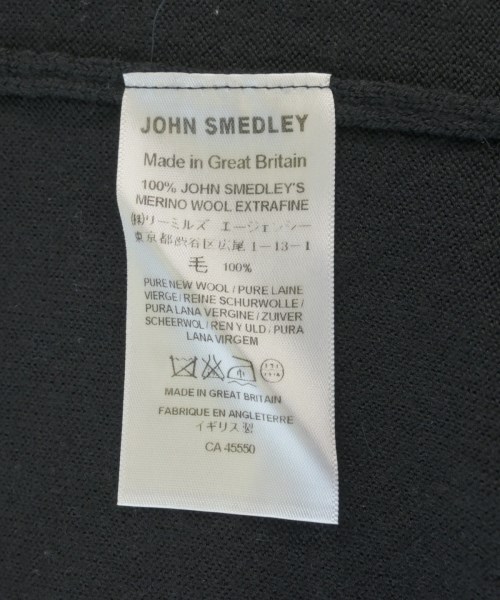 JOHN SMEDLEY
Made in Great Britain
100% JOHN SMEDLEY'S
MERINO WOOL EXTRAFINE
㈱リーミルズ エージェンシー
東京都渋谷区広尾 1-13-1
毛 100%
PURE NEW WOOL / PURE LAINE
VIERGE / REINE SCHURWOLLE /
PURA LANA VERGINE / ZUIVER
SCHEERWOL / REN Y ULD / PURA
LANA VIRGEM
MADE IN GREAT BRITAIN
FABRIQUE EN ANGLETERRE
イギリス製
CA 45550